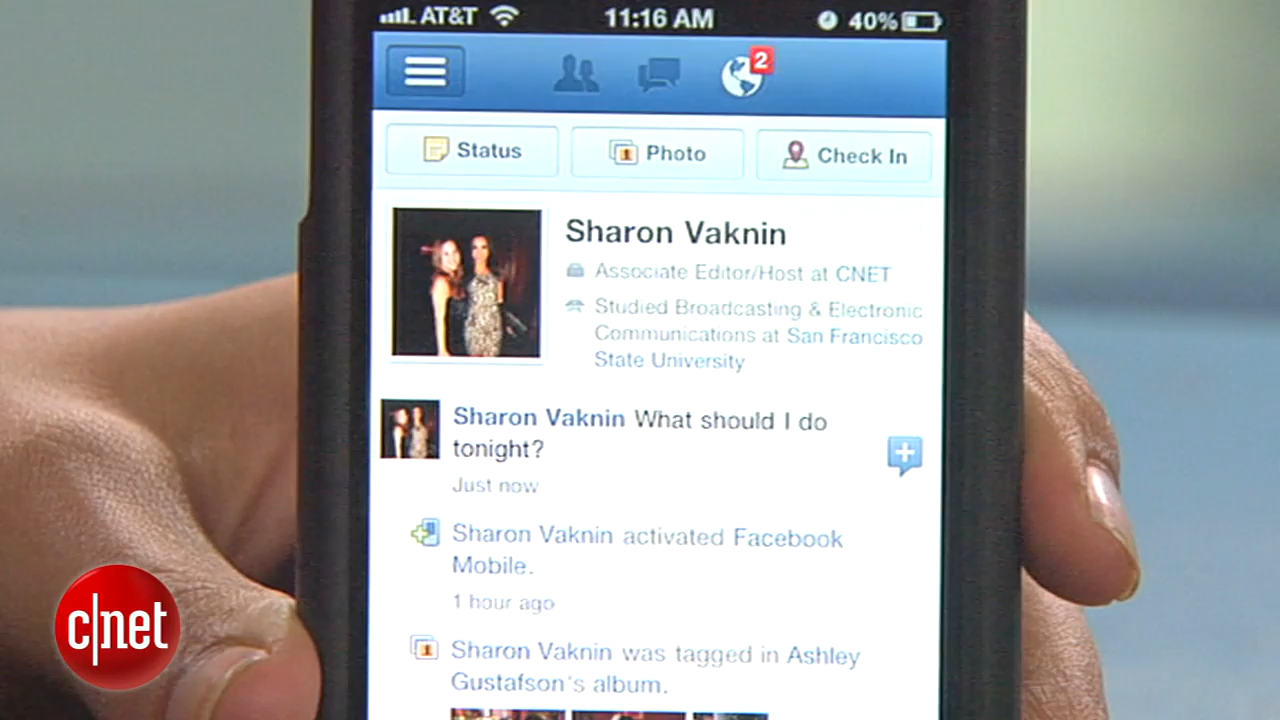 AT&T 11:16 AM 40%
2
Status Photo Check In
Sharon Vaknin
Associate Editor/Host at CNET
Studied Broadcasting & Electronic
Communications at San Francisco
State University
Sharon Vaknin What should I do
tonight?
Just now
Sharon Vaknin activated Facebook
Mobile.
1 hour ago
Sharon Vaknin was tagged in Ashley
Gustafson's album.
c|net